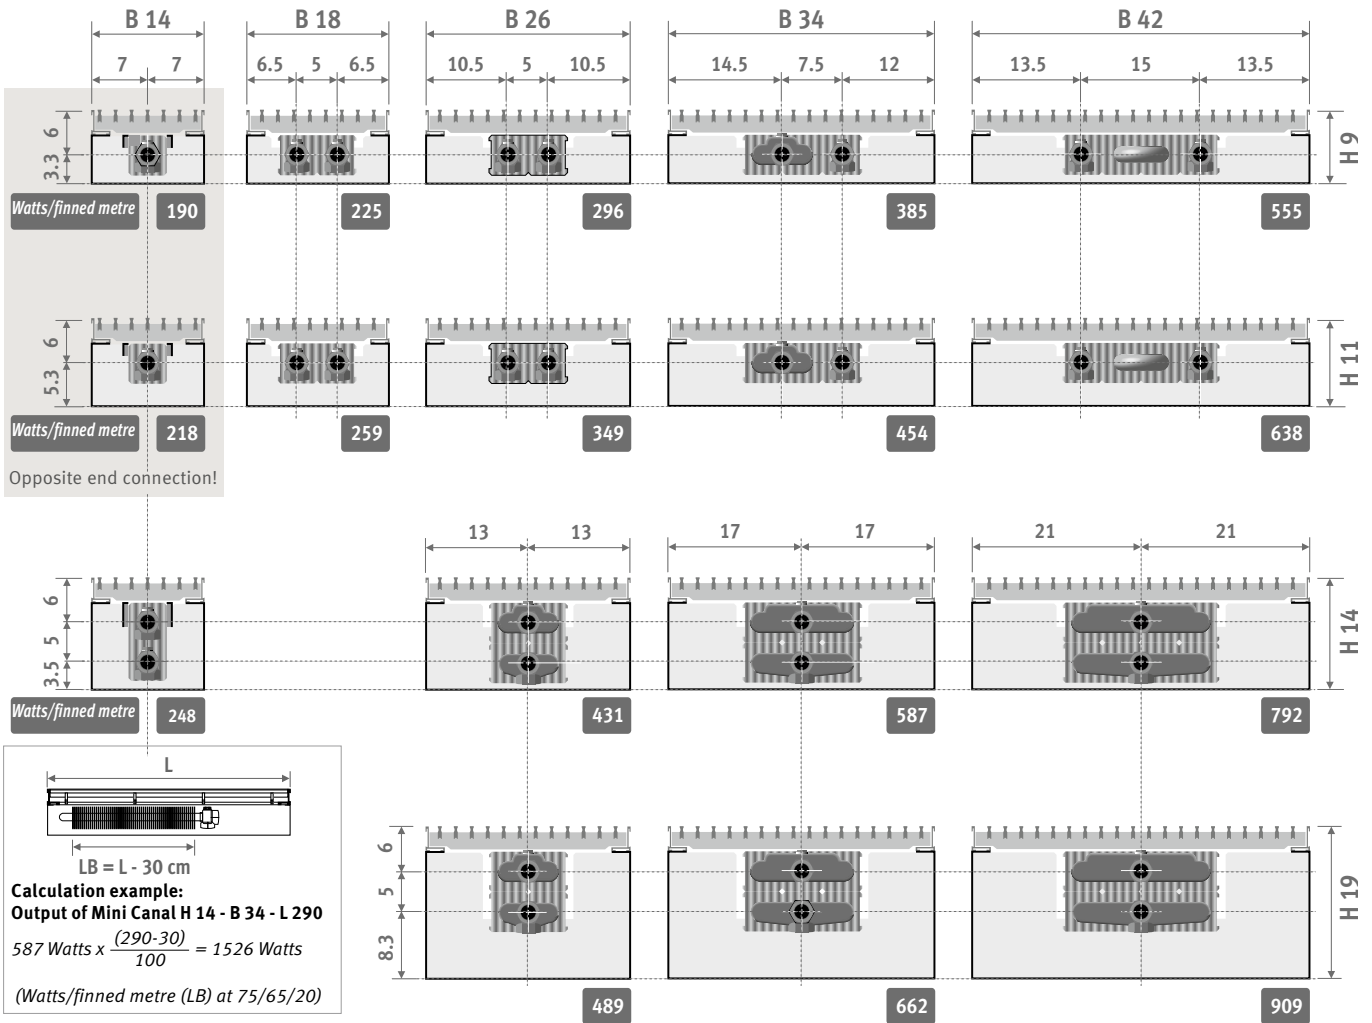 B 14 B 18 B 26 B 34 B 42
7 7 6.5 5 6.5 10.5 5 10.5 14.5 7.5 12 13.5 15 13.5
6
3.3
H 9
Watts/finned metre 190 225 296 385 555
6
5.3
H 11
Watts/finned metre 218 259 349 454 638
Opposite end connection!
13 13 17 17 21 21
6
5
3.5
H 14
Watts/finned metre 248 431 587 792
L
LB = L - 30 cm
Calculation example:
Output of Mini Canal H 14 - B 34 - L 290
587 Watts x (290-30) / 100 = 1526 Watts
(Watts/finned metre (LB) at 75/65/20)
6
5
8.3
H 19
489 662 909